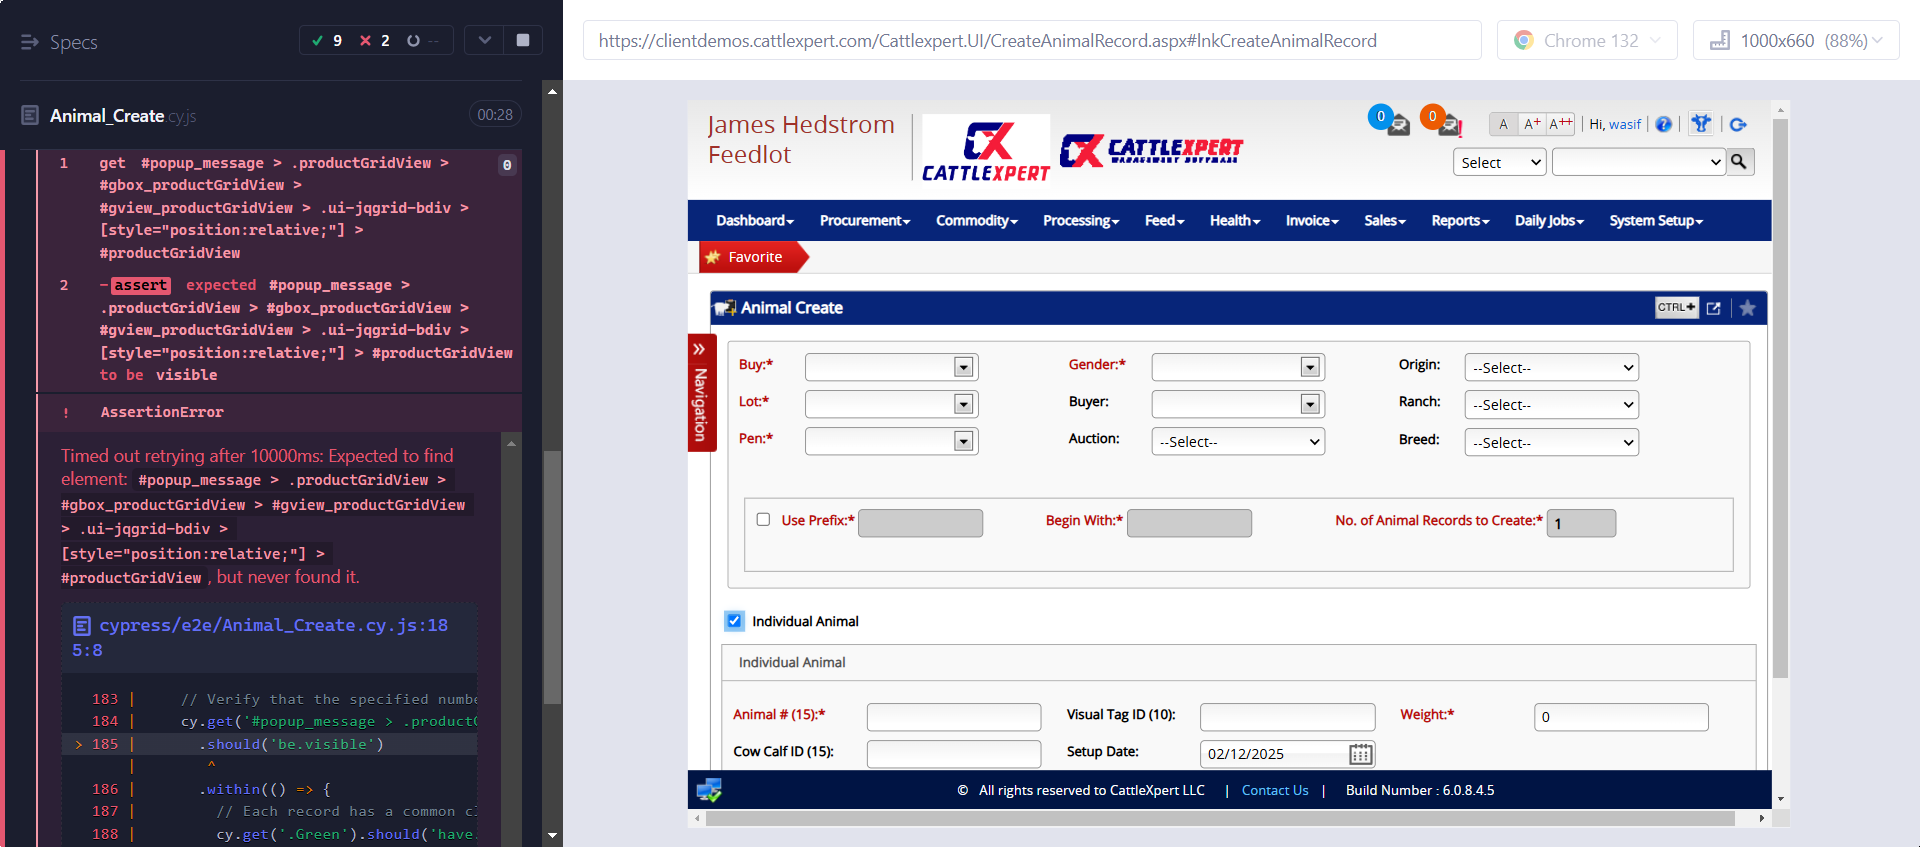 Specs
9 2 --
https://clientdemos.cattlexpert.com/Cattlexpert.UI/CreateAnimalRecord.aspx#lnkCreateAnimalRecord
Chrome 132
1000x660 (88%)
Animal_Create.cy.js
00:28
1 get #popup_message > .productGridView > 0
#gbox_productGridView >
#gview_productGridView > .ui-jqgrid-bdiv >
[style="position:relative;"] >
#productGridView
2 -assert expected #popup_message >
.productGridView > #gbox_productGridView >
#gview_productGridView > .ui-jqgrid-bdiv >
[style="position:relative;"] > #productGridView
to be visible
! AssertionError
Timed out retrying after 10000ms: Expected to find
element: #popup_message > .productGridView >
#gbox_productGridView > #gview_productGridView
> .ui-jqgrid-bdiv >
[style="position:relative;"] >
#productGridView, but never found it.
cypress/e2e/Animal_Create.cy.js:18
5:8
183 | // Verify that the specified numbe
184 | cy.get('#popup_message > .product
> 185 | .should('be.visible')
| ^
186 | .within(() => {
187 | // Each record has a common c
188 | cy.get('.Green').should('have.
James Hedstrom
Feedlot
CATTLEXPERT
CATTLEXPERT
MANAGEMENT SOFTWARE
0
0
A A+ A++ | Hi, wasif |
Select
Dashboard Procurement Commodity Processing Feed Health Invoice Sales Reports Daily Jobs System Setup
Favorite
Animal Create
CTRL+
Navigation
Buy:* Gender:* Origin: --Select--
Lot:* Buyer: Ranch: --Select--
Pen:* Auction: --Select-- Breed: --Select--
Use Prefix:* Begin With:* No. of Animal Records to Create:* 1
Individual Animal
Individual Animal
Animal # (15):* Visual Tag ID (10): Weight:* 0
Cow Calf ID (15): Setup Date: 02/12/2025
© All rights reserved to CattleXpert LLC | Contact Us | Build Number : 6.0.8.4.5